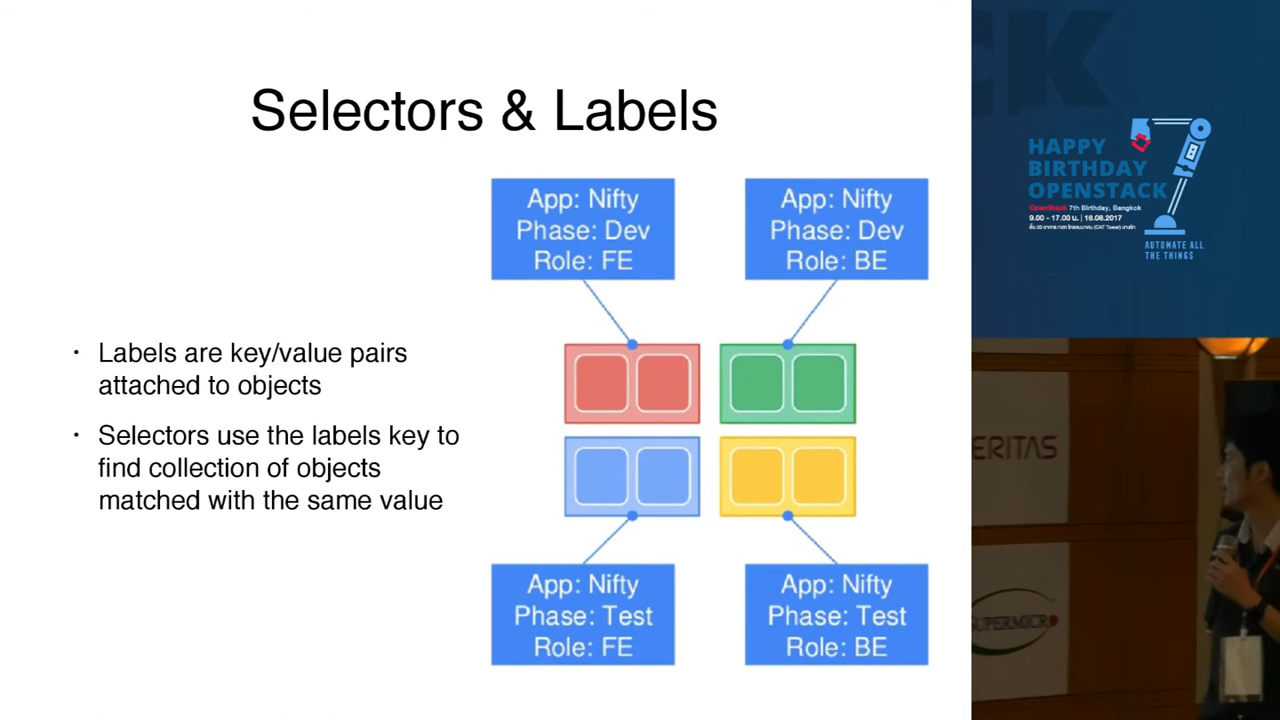 Selectors & Labels
App: Nifty
Phase: Dev
Role: FE
App: Nifty
Phase: Dev
Role: BE
• Labels are key/value pairs
attached to objects
• Selectors use the labels key to
find collection of objects
matched with the same value
App: Nifty
Phase: Test
Role: FE
App: Nifty
Phase: Test
Role: BE
CK
HAPPY
BIRTHDAY
OPENSTACK
OpenStack 7th Birthday, Bangkok
9.00 - 17.00 น. | 16.08.2017
AUTOMATE ALL
THE THINGS
ERITAS
SUPERMICR